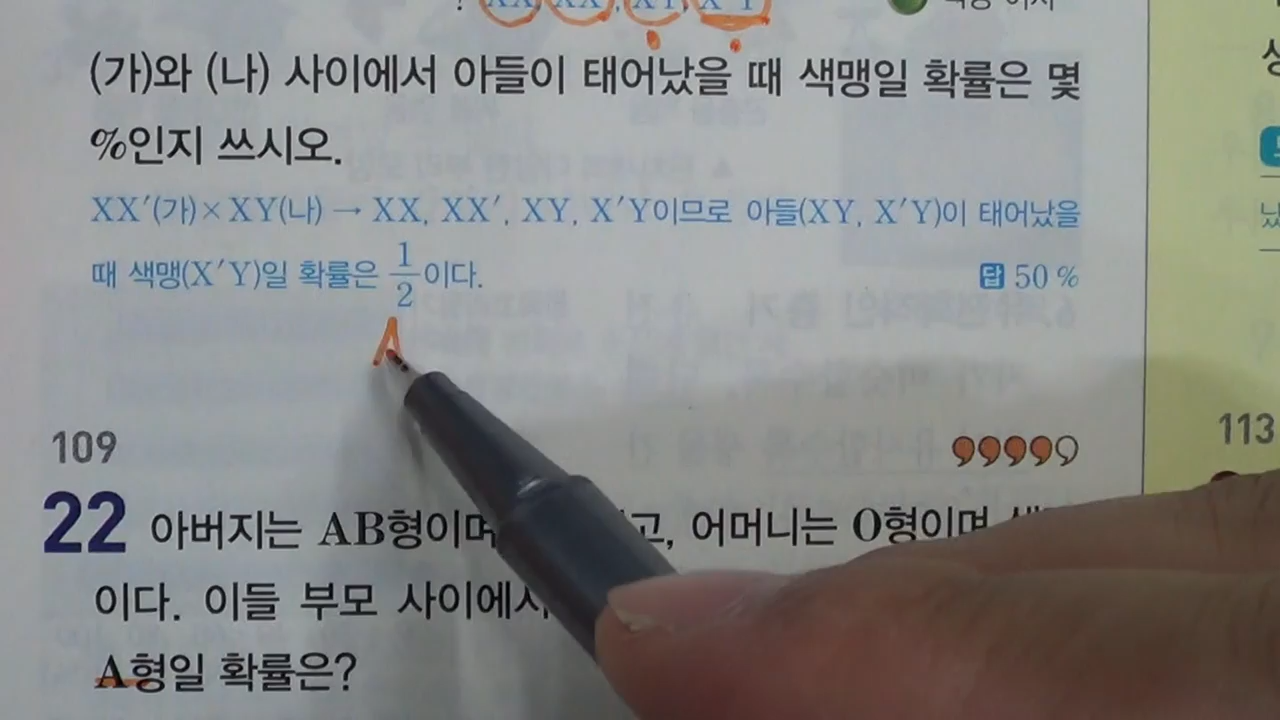 XX, XX′, XY, X′Y
(가)와 (나) 사이에서 아들이 태어났을 때 색맹일 확률은 몇
%인지 쓰시오.
XX′(가)×XY(나) → XX, XX′, XY, X′Y이므로 아들(XY, X′Y)이 태어났을
때 색맹(X′Y)일 확률은 1/2이다.
답 50 %
109
22 아버지는 AB형이며 고, 어머니는 O형이며
이다. 이들 부모 사이에서
A형일 확률은?
113